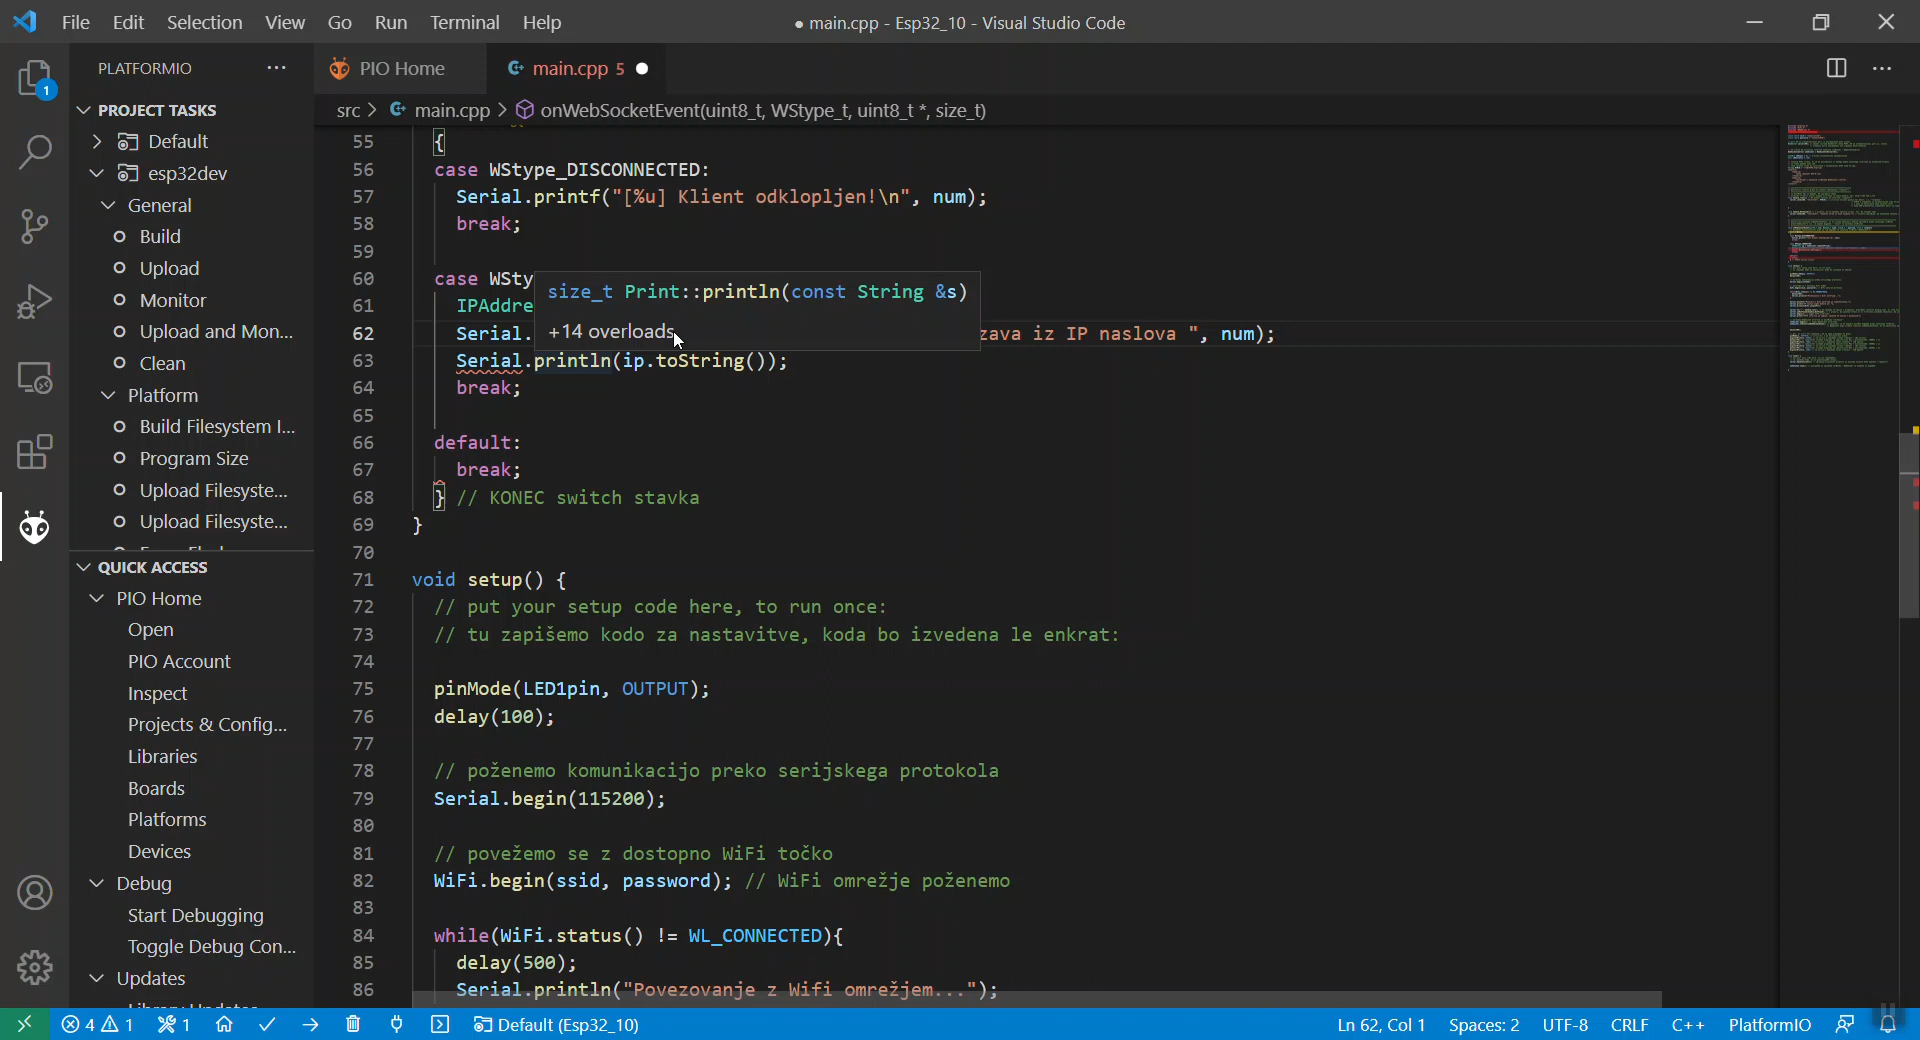 File Edit Selection View Go Run Terminal Help
● main.cpp - Esp32_10 - Visual Studio Code
PLATFORMIO ···
PIO Home
main.cpp 5 ●
src > main.cpp > onWebSocketEvent(uint8_t, WStype_t, uint8_t *, size_t)
1
PROJECT TASKS
Default
esp32dev
General
Build
Upload
Monitor
Upload and Mon...
Clean
Platform
Build Filesystem I...
Program Size
Upload Filesyste...
Upload Filesyste...
QUICK ACCESS
PIO Home
Open
PIO Account
Inspect
Projects & Config...
Libraries
Boards
Platforms
Devices
Debug
Start Debugging
Toggle Debug Con...
Updates
55 {
56 case WStype_DISCONNECTED:
57 Serial.printf("[%u] Klient odklopljen!\n", num);
58 break;
59
60 case WSty
61 IPAddre
size_t Print::println(const String &s)
+14 overloads
62 Serial. zava iz IP naslova ", num);
63 Serial.println(ip.toString());
64 break;
65
66 default:
67 break;
68 } // KONEC switch stavka
69 }
70
71 void setup() {
72 // put your setup code here, to run once:
73 // tu zapišemo kodo za nastavitve, koda bo izvedena le enkrat:
74
75 pinMode(LED1pin, OUTPUT);
76 delay(100);
77
78 // poženemo komunikacijo preko serijskega protokola
79 Serial.begin(115200);
80
81 // povežemo se z dostopno WiFi točko
82 WiFi.begin(ssid, password); // WiFi omrežje poženemo
83
84 while(WiFi.status() != WL_CONNECTED){
85 delay(500);
86 Serial.println("Povezovanje z Wifi omrežjem...");
4 1 1 Default (Esp32_10) Ln 62, Col 1 Spaces: 2 UTF-8 CRLF C++ PlatformIO